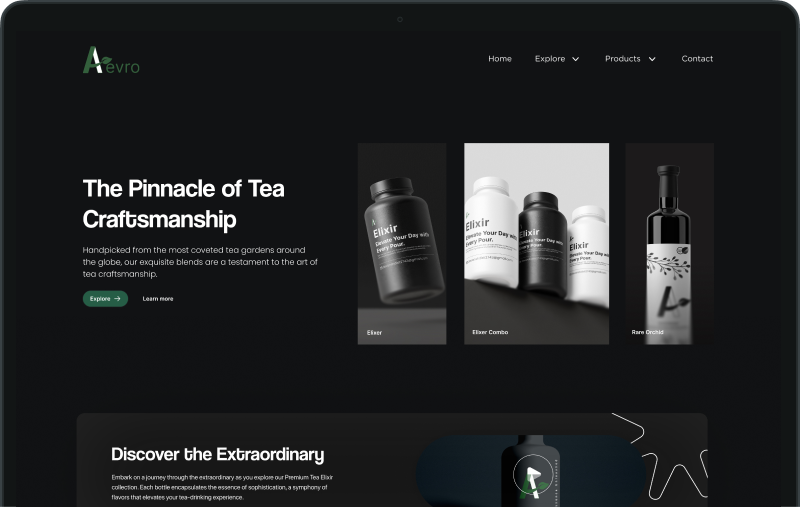 Aevro
Home
Explore
Products
Contact
The Pinnacle of Tea
Craftsmanship
Handpicked from the most coveted tea gardens around
the globe, our exquisite blends are a testament to the art of
tea craftsmanship.
Explore
Learn more
Elixir
Elevate Your Day with
Every Pour.
Elixer
Elixir
Elevate Your Day with
Every Pour.
Elixir
Elevate Your Day with
Every Pour.
Elixir
Elevate Your Day with
Every Pour.
Elixer Combo
Rare Orchid
Discover the Extraordinary
Embark on a journey through the extraordinary as you explore our Premium Tea Elixir
collection. Each bottle encapsulates the essence of sophistication, a symphony of
flavors that elevates your tea-drinking experience.